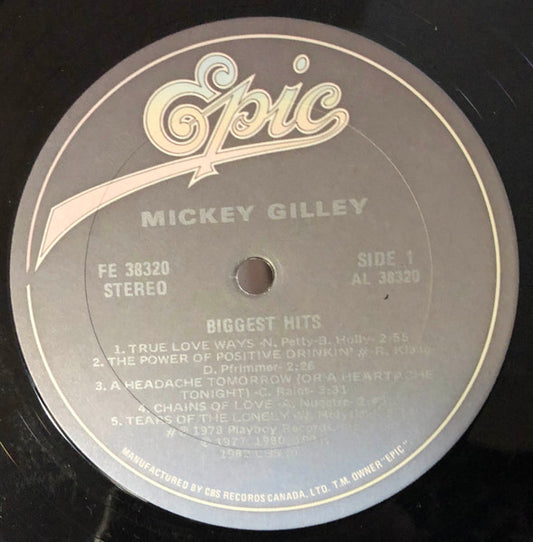 Epic
MICKEY GILLEY
FE 38320
STEREO
SIDE 1
AL 38320
BIGGEST HITS
1. TRUE LOVE WAYS -N. Petty-B. Holly- 2:55
2. THE POWER OF POSITIVE DRINKIN' # -R.
D. Pfrimmer- 2:26
3. A HEADACHE TOMORROW (OR A HEARTACHE
TONIGHT) -C. Rains- 3:31
4. CHAINS OF LOVE -A.
5. TEARS OF THE LONELY -W.
# ℗ 1978 Playboy Records,
℗ 1977, 1980,
MANUFACTURED BY CBS RECORDS CANADA, LTD. T.M. OWNER "EPIC"